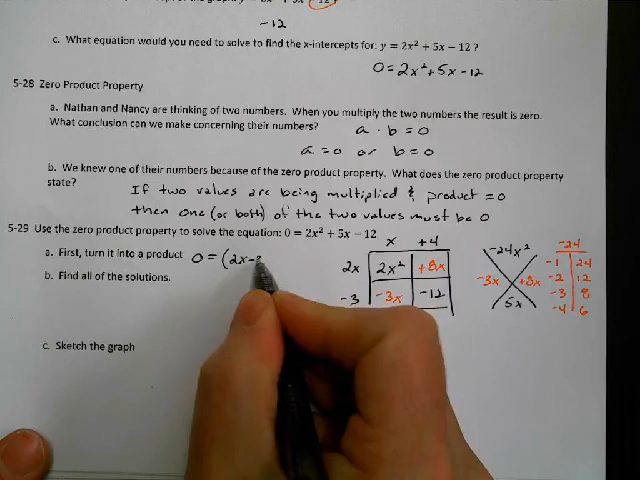 -12
c. What equation would you need to solve to find the x-intercepts for: y = 2x² + 5x − 12 ?
0 = 2x² + 5x - 12
5-28 Zero Product Property
a. Nathan and Nancy are thinking of two numbers. When you multiply the two numbers the result is zero.
What conclusion can we make concerning their numbers?
a · b = 0
a = 0 or b = 0
b. We knew one of their numbers because of the zero product property. What does the zero product property
state?
If two values are being multiplied & product = 0
then one (or both) of the two values must be 0
5-29 Use the zero product property to solve the equation: 0 = 2x² + 5x − 12
a. First, turn it into a product 0 = (2x-
b. Find all of the solutions.
c. Sketch the graph
x +4
2x 2x² +8x
-3 -3x -12
-24x²
-3x +8x
5x
-24
-1 24
-2 12
-3 8
-4 6